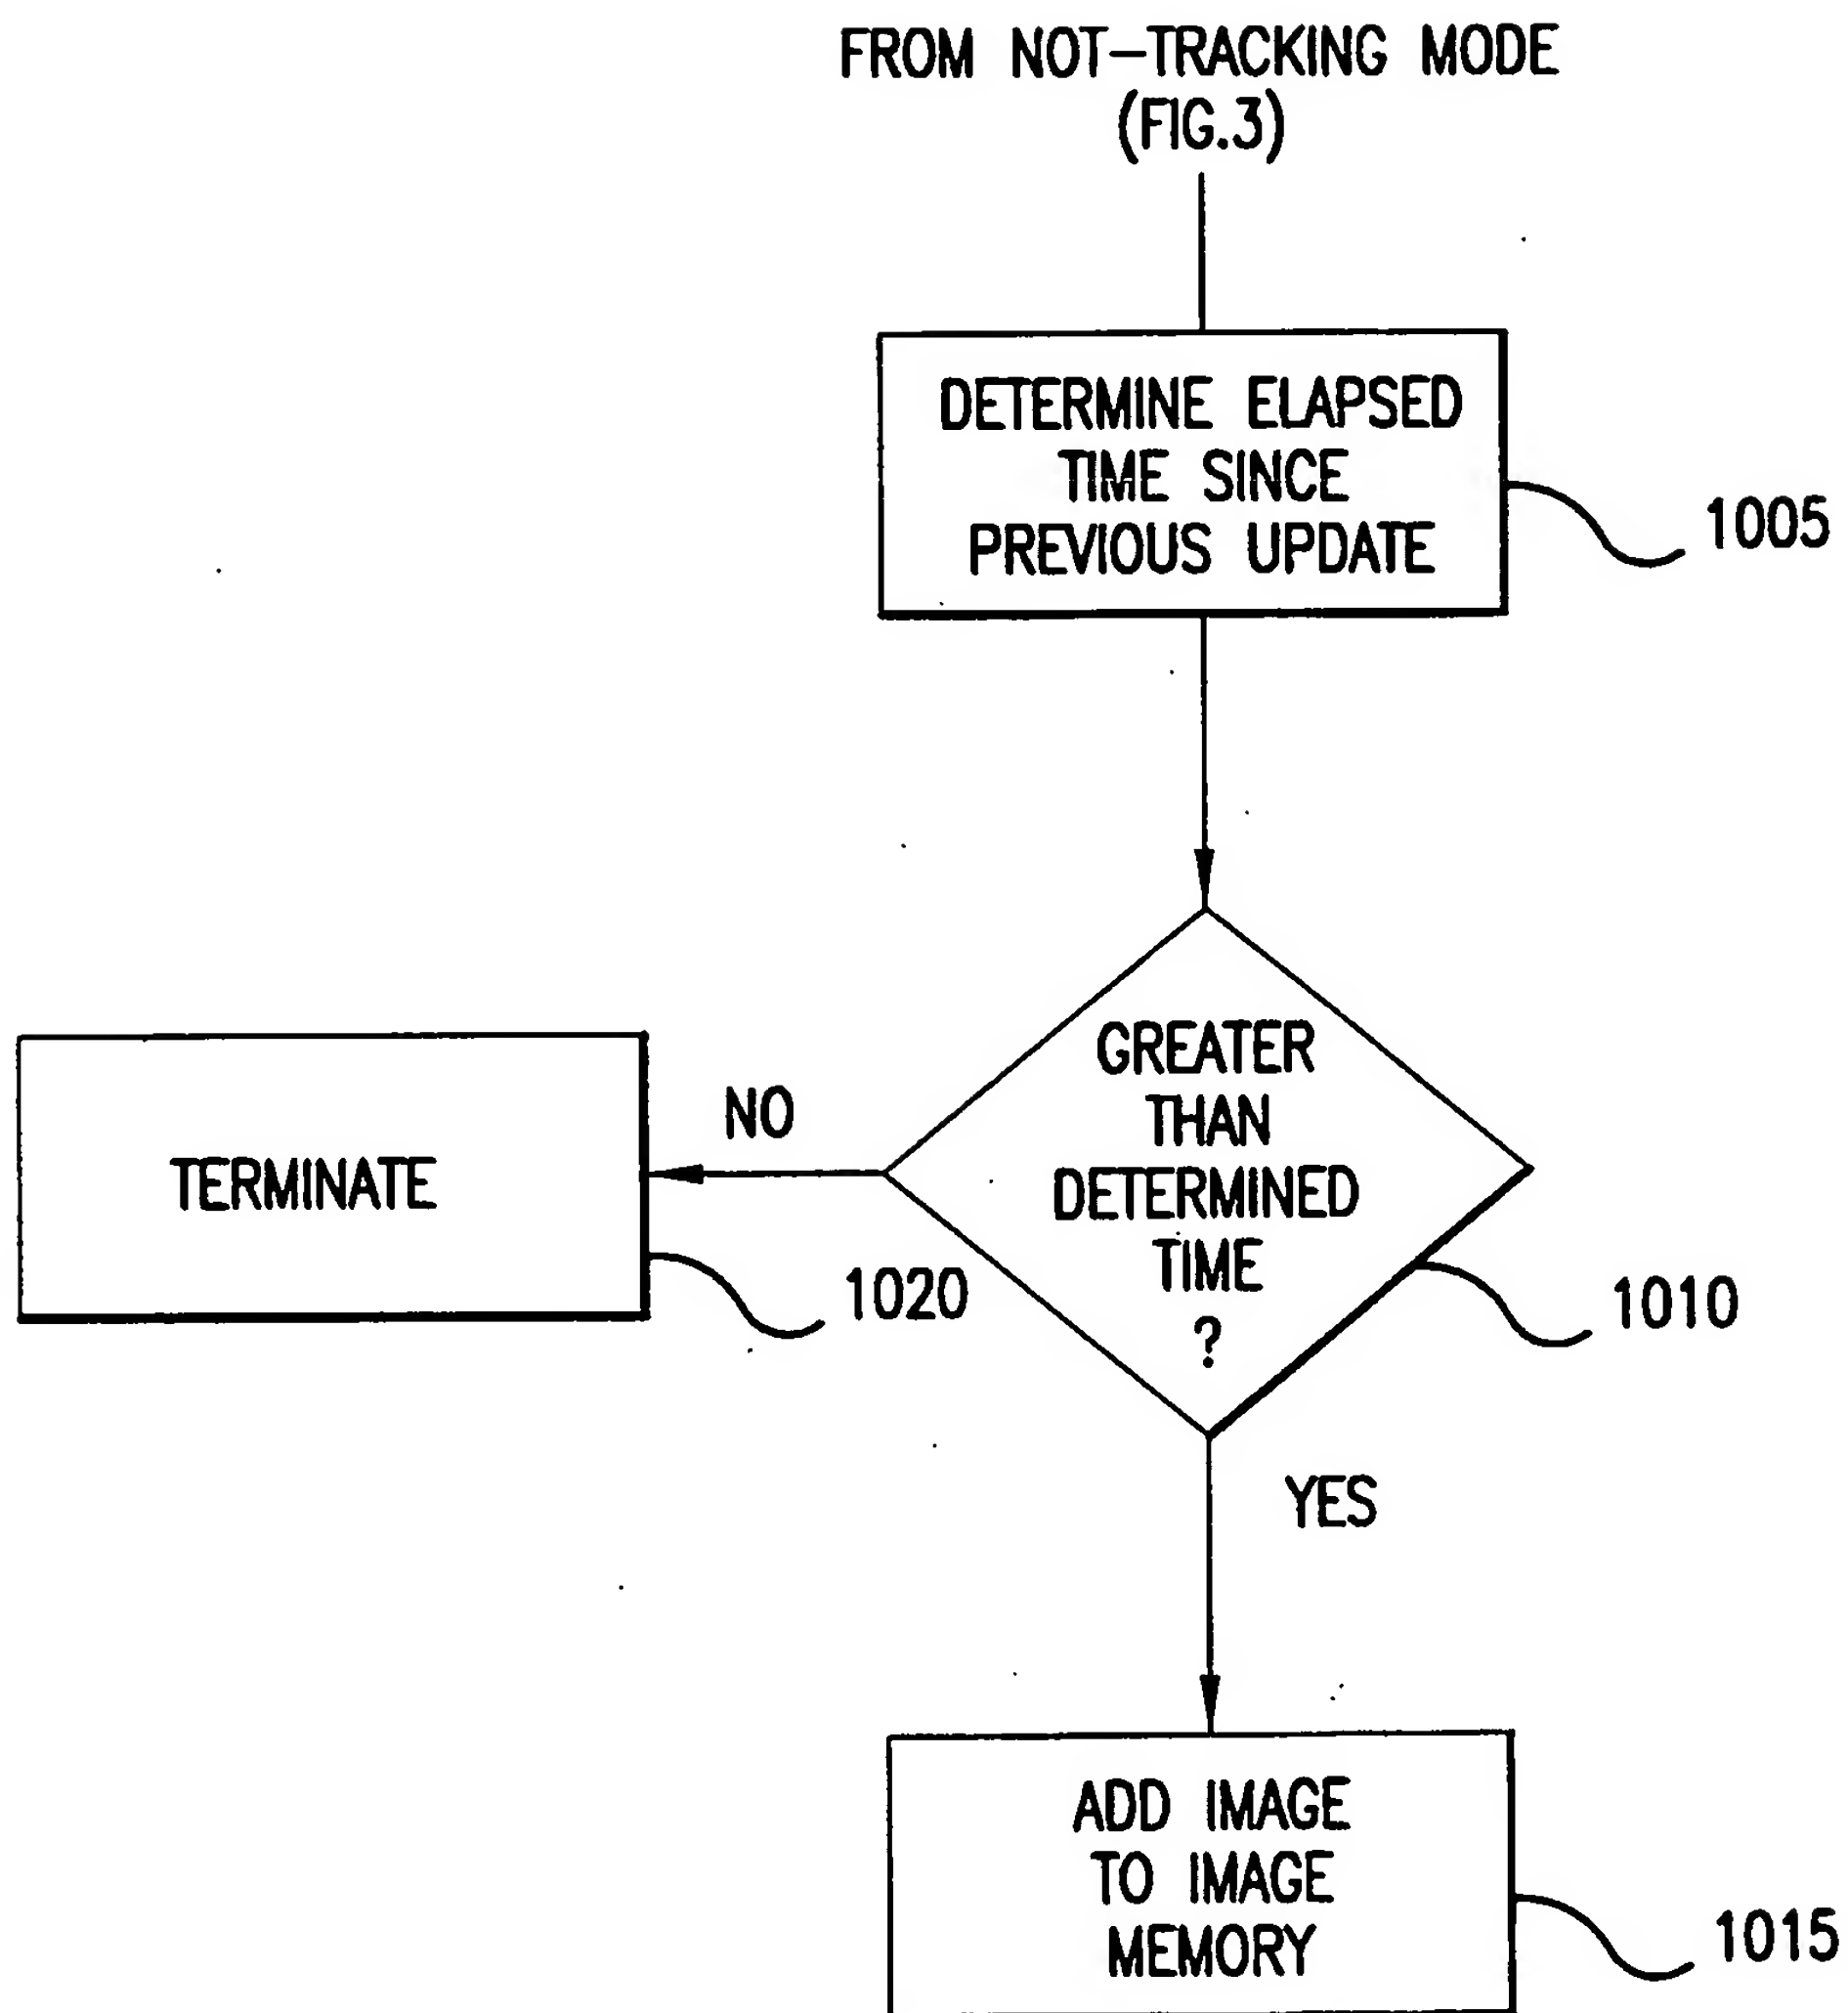 FROM NOT-TRACKING MODE
(FIG.3)
DETERMINE ELAPSED
TIME SINCE
PREVIOUS UPDATE
1005
GREATER
THAN
DETERMINED
TIME
?
1010
NO
TERMINATE
1020
YES
ADD IMAGE
TO IMAGE
MEMORY
1015